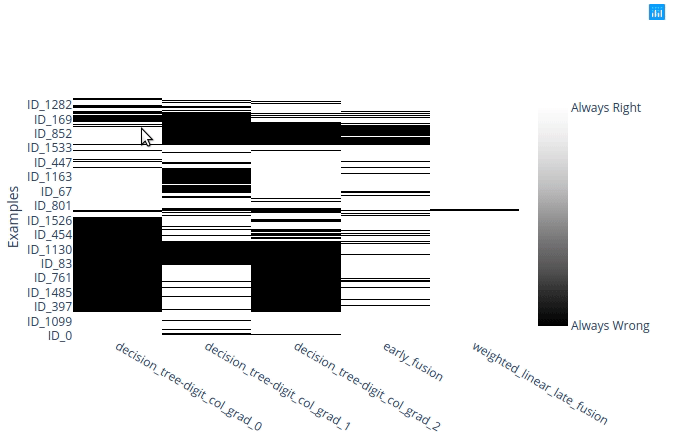 Always Right
ID_1282
ID_169
ID_852
ID_1533
ID_447
ID_1163
ID_67
ID_801
ID_1526
ID_454
ID_1130
ID_83
ID_761
ID_1485
ID_397
ID_1099
ID_0
Examples
Always Wrong
decision_tree-digit_col_grad_0
decision_tree-digit_col_grad_1
decision_tree-digit_col_grad_2
early_fusion
weighted_linear_late_fusion